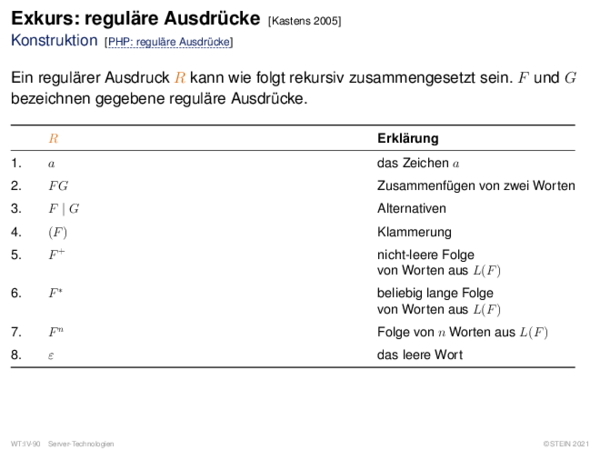 Exkurs: reguläre Ausdrücke [Kastens 2005]
Konstruktion [PHP: reguläre Ausdrücke]
Ein regulärer Ausdruck R kann wie folgt rekursiv zusammengesetzt sein. F und G
bezeichnen gegebene reguläre Ausdrücke.
R Erklärung
1. a das Zeichen a
2. FG Zusammenfügen von zwei Worten
3. F | G Alternativen
4. (F) Klammerung
5. F⁺ nicht-leere Folge
von Worten aus L(F)
6. F* beliebig lange Folge
von Worten aus L(F)
7. Fⁿ Folge von n Worten aus L(F)
8. ε das leere Wort
WT:IV-90 Server-Technologien ©STEIN 2021